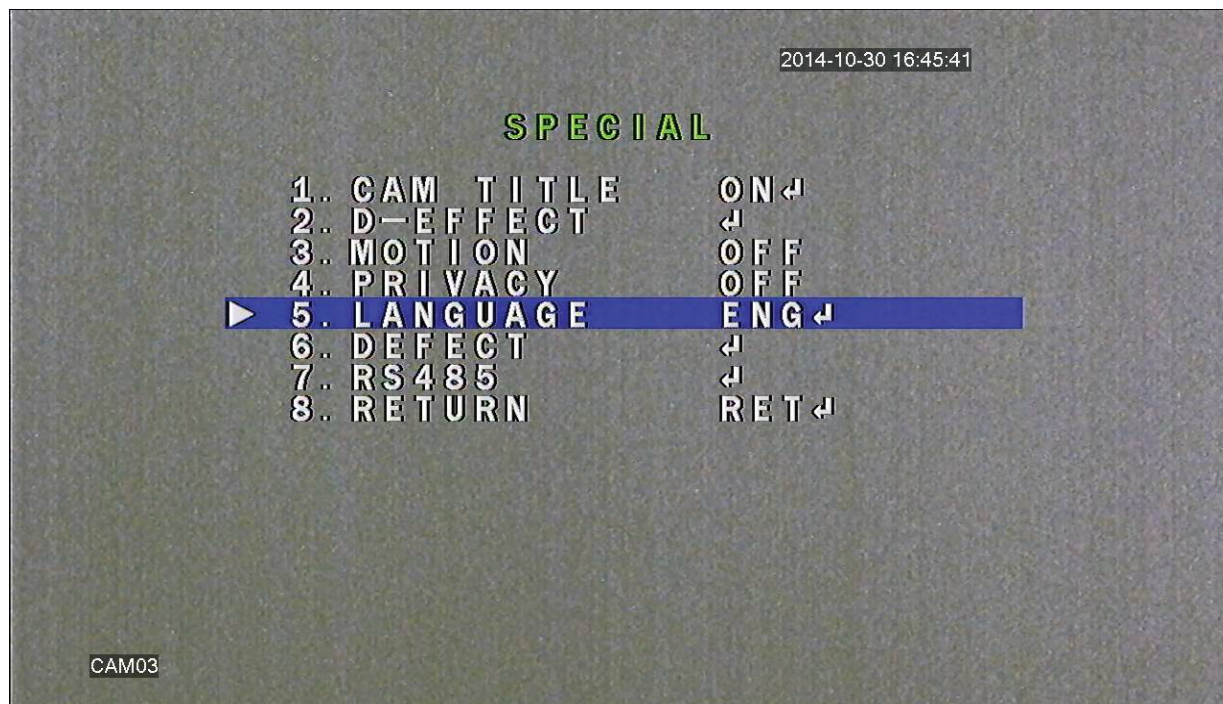 2014-10-30 16:45:41
SPECIAL
1. CAM TITLE ON↲
2. D-EFFECT ↲
3. MOTION OFF
4. PRIVACY OFF
5. LANGUAGE ENG↲
6. DEFECT ↲
7. RS485 ↲
8. RETURN RET↲
CAM03